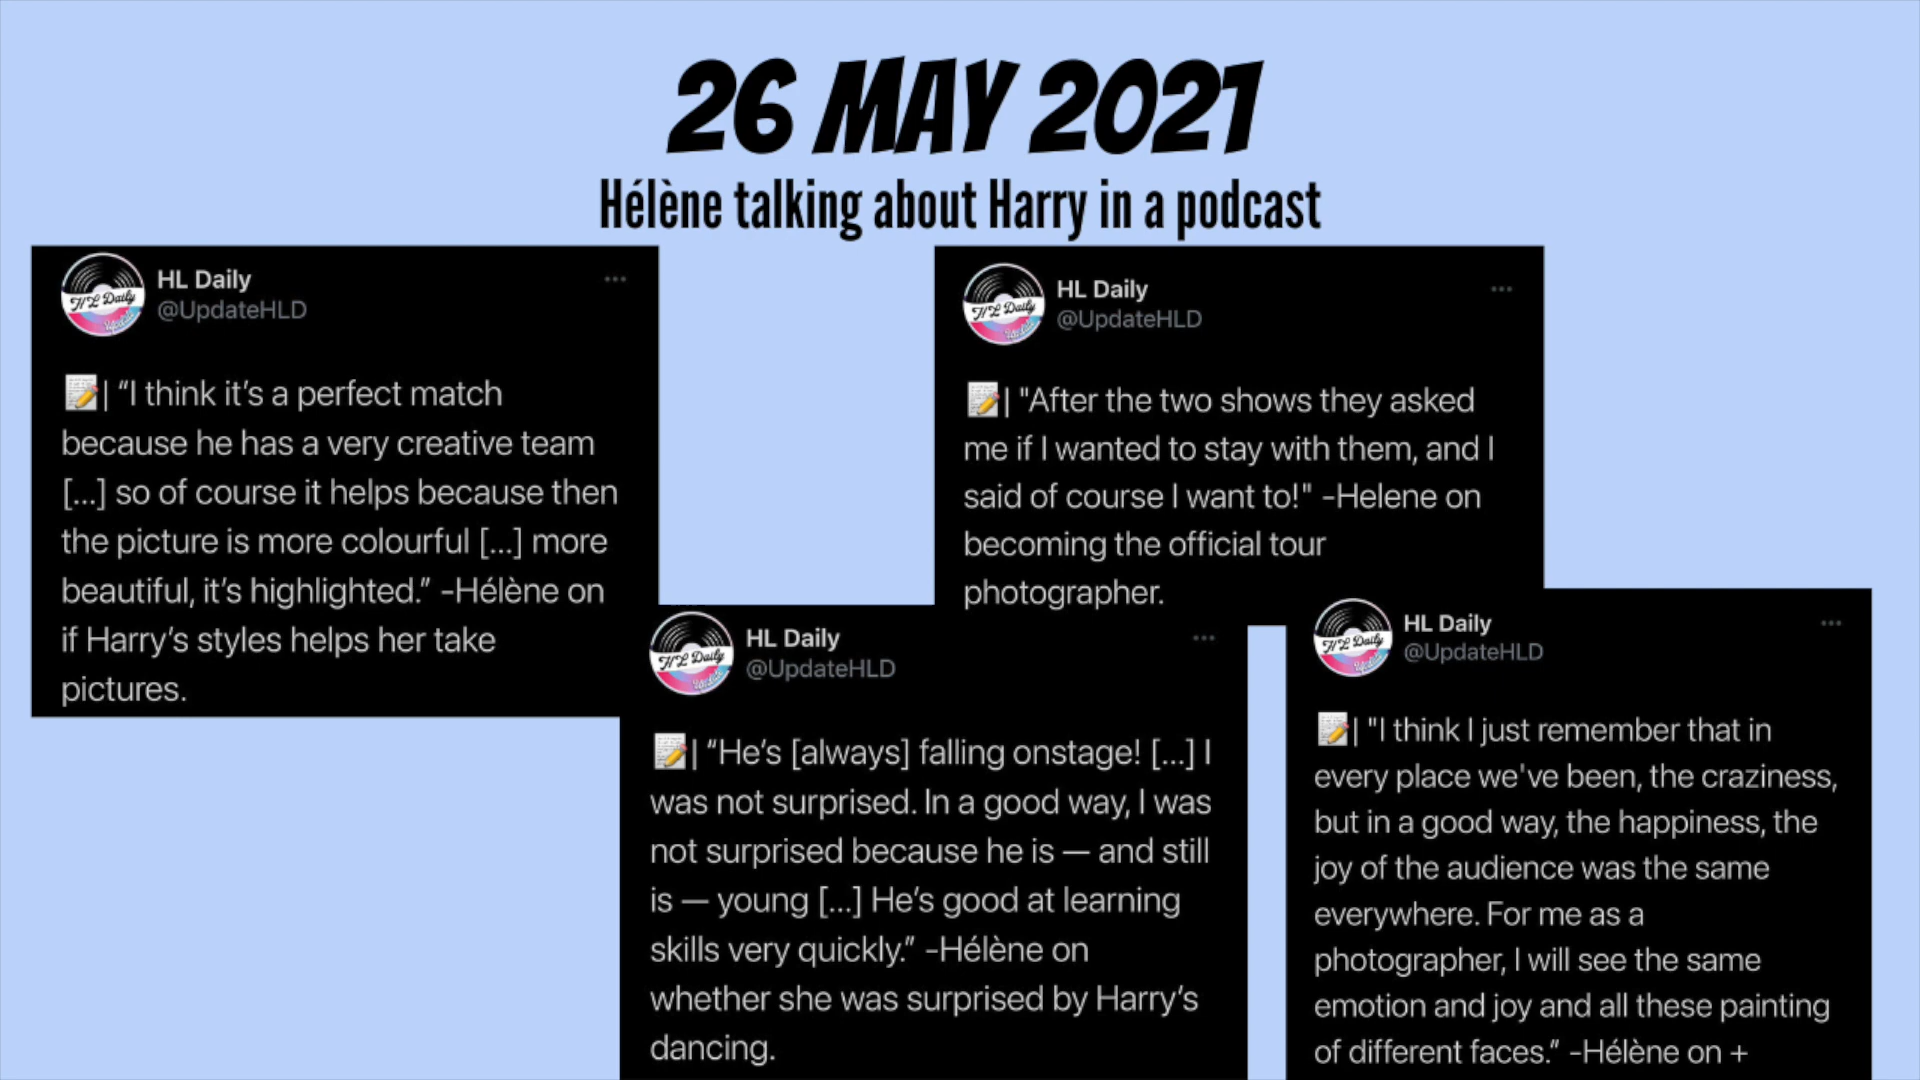 26 MAY 2021
Hélène talking about Harry in a podcast
HL Daily
@UpdateHLD
📝| “I think it’s a perfect match
because he has a very creative team
[...] so of course it helps because then
the picture is more colourful [...] more
beautiful, it’s highlighted.” -Hélène on
if Harry’s styles helps her take
pictures.
HL Daily
@UpdateHLD
📝| "After the two shows they asked
me if I wanted to stay with them, and I
said of course I want to!" -Helene on
becoming the official tour
photographer.
HL Daily
@UpdateHLD
📝| “He’s [always] falling onstage! [...] I
was not surprised. In a good way, I was
not surprised because he is — and still
is — young [...] He’s good at learning
skills very quickly.” -Hélène on
whether she was surprised by Harry’s
dancing.
HL Daily
@UpdateHLD
📝| "I think I just remember that in
every place we've been, the craziness,
but in a good way, the happiness, the
joy of the audience was the same
everywhere. For me as a
photographer, I will see the same
emotion and joy and all these painting
of different faces.” -Hélène on +